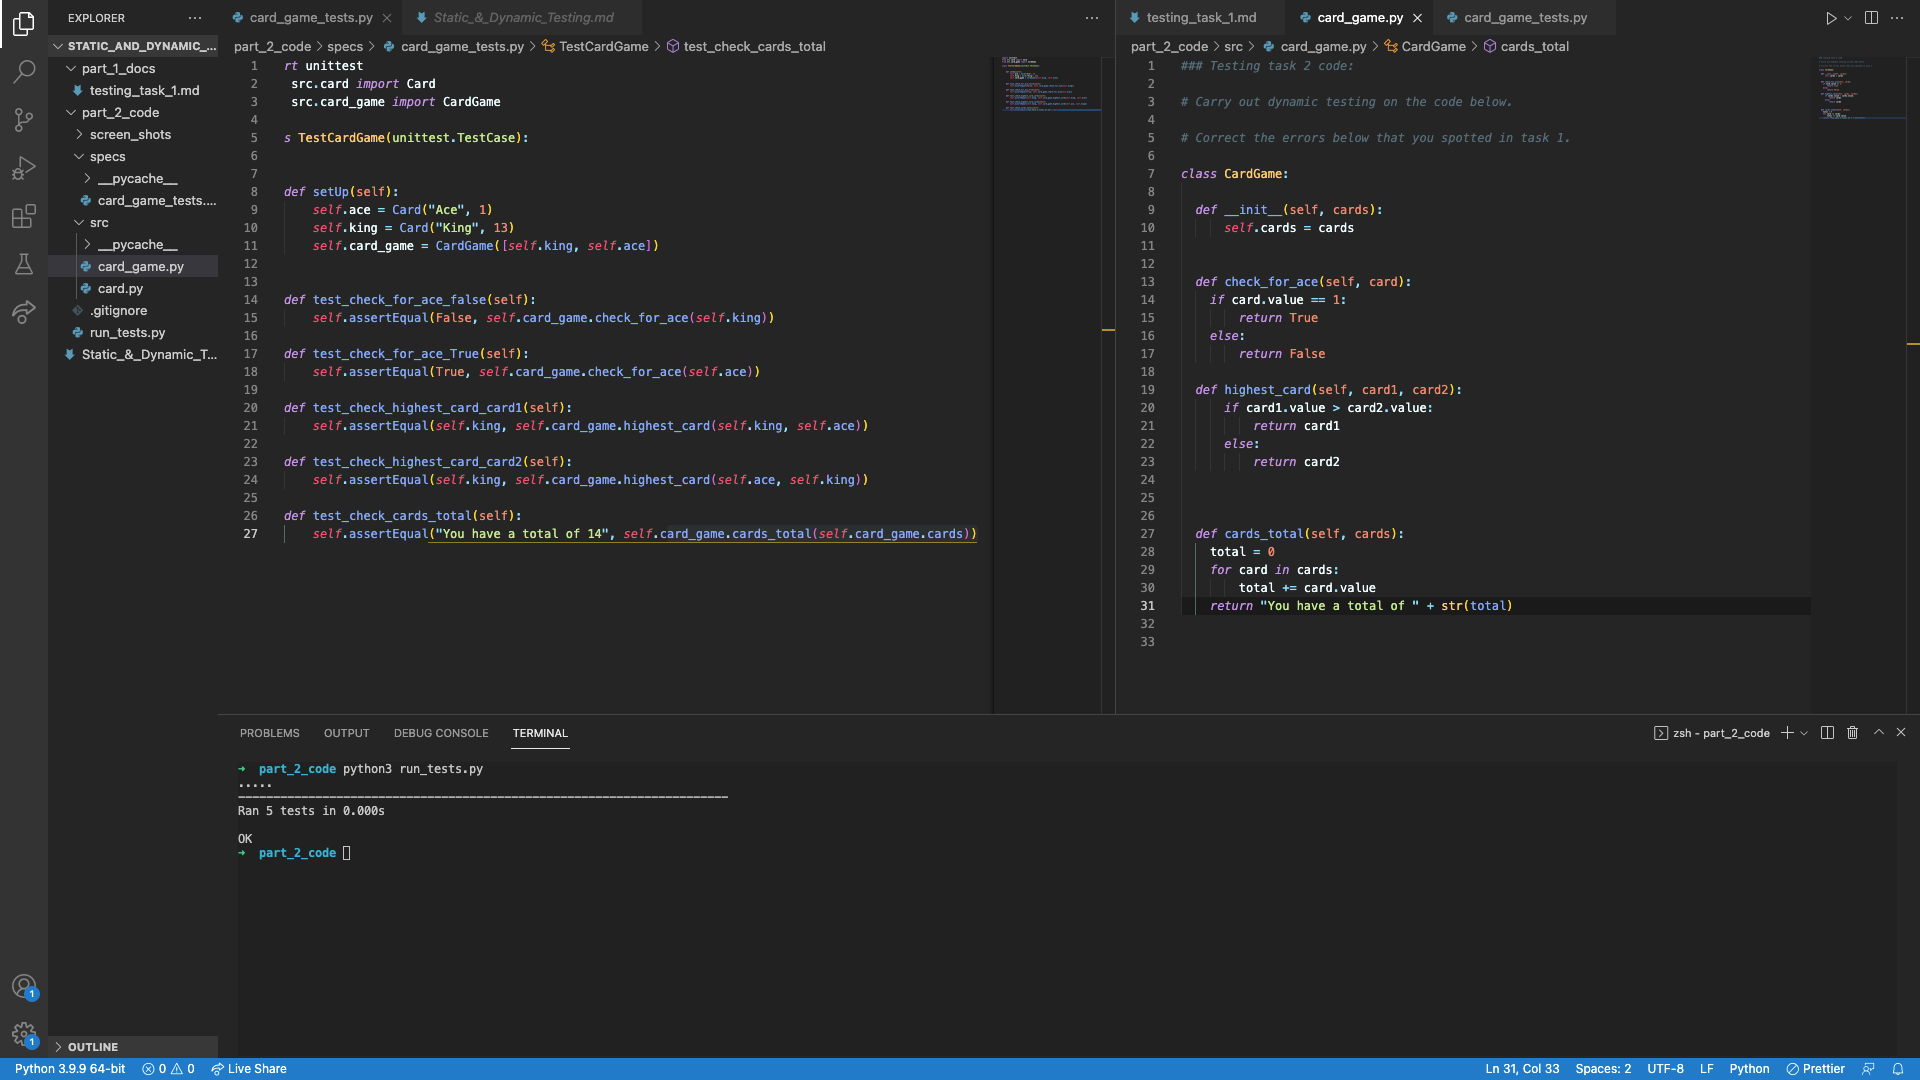 EXPLORER
STATIC_AND_DYNAMIC_...
part_1_docs
testing_task_1.md
part_2_code
screen_shots
specs
__pycache__
card_game_tests....
src
__pycache__
card_game.py
card.py
.gitignore
run_tests.py
Static_&_Dynamic_T...
OUTLINE
card_game_tests.py
Static_&_Dynamic_Testing.md
part_2_code > specs > card_game_tests.py > TestCardGame > test_check_cards_total
1 rt unittest
2 src.card import Card
3 src.card_game import CardGame
4
5 s TestCardGame(unittest.TestCase):
6
7
8 def setUp(self):
9 self.ace = Card("Ace", 1)
10 self.king = Card("King", 13)
11 self.card_game = CardGame([self.king, self.ace])
12
13
14 def test_check_for_ace_false(self):
15 self.assertEqual(False, self.card_game.check_for_ace(self.king))
16
17 def test_check_for_ace_True(self):
18 self.assertEqual(True, self.card_game.check_for_ace(self.ace))
19
20 def test_check_highest_card_card1(self):
21 self.assertEqual(self.king, self.card_game.highest_card(self.king, self.ace))
22
23 def test_check_highest_card_card2(self):
24 self.assertEqual(self.king, self.card_game.highest_card(self.ace, self.king))
25
26 def test_check_cards_total(self):
27 self.assertEqual("You have a total of 14", self.card_game.cards_total(self.card_game.cards))
testing_task_1.md
card_game.py
card_game_tests.py
part_2_code > src > card_game.py > CardGame > cards_total
1 ### Testing task 2 code:
2
3 # Carry out dynamic testing on the code below.
4
5 # Correct the errors below that you spotted in task 1.
6
7 class CardGame:
8
9 def __init__(self, cards):
10 self.cards = cards
11
12
13 def check_for_ace(self, card):
14 if card.value == 1:
15 return True
16 else:
17 return False
18
19 def highest_card(self, card1, card2):
20 if card1.value > card2.value:
21 return card1
22 else:
23 return card2
24
25
26
27 def cards_total(self, cards):
28 total = 0
29 for card in cards:
30 total += card.value
31 return "You have a total of " + str(total)
32
33
PROBLEMS OUTPUT DEBUG CONSOLE TERMINAL
zsh - part_2_code
➜ part_2_code python3 run_tests.py
.....
----------------------------------------------------------------------
Ran 5 tests in 0.000s
OK
➜ part_2_code
1
1
Python 3.9.9 64-bit 0 0 Live Share
Ln 31, Col 33 Spaces: 2 UTF-8 LF Python Prettier